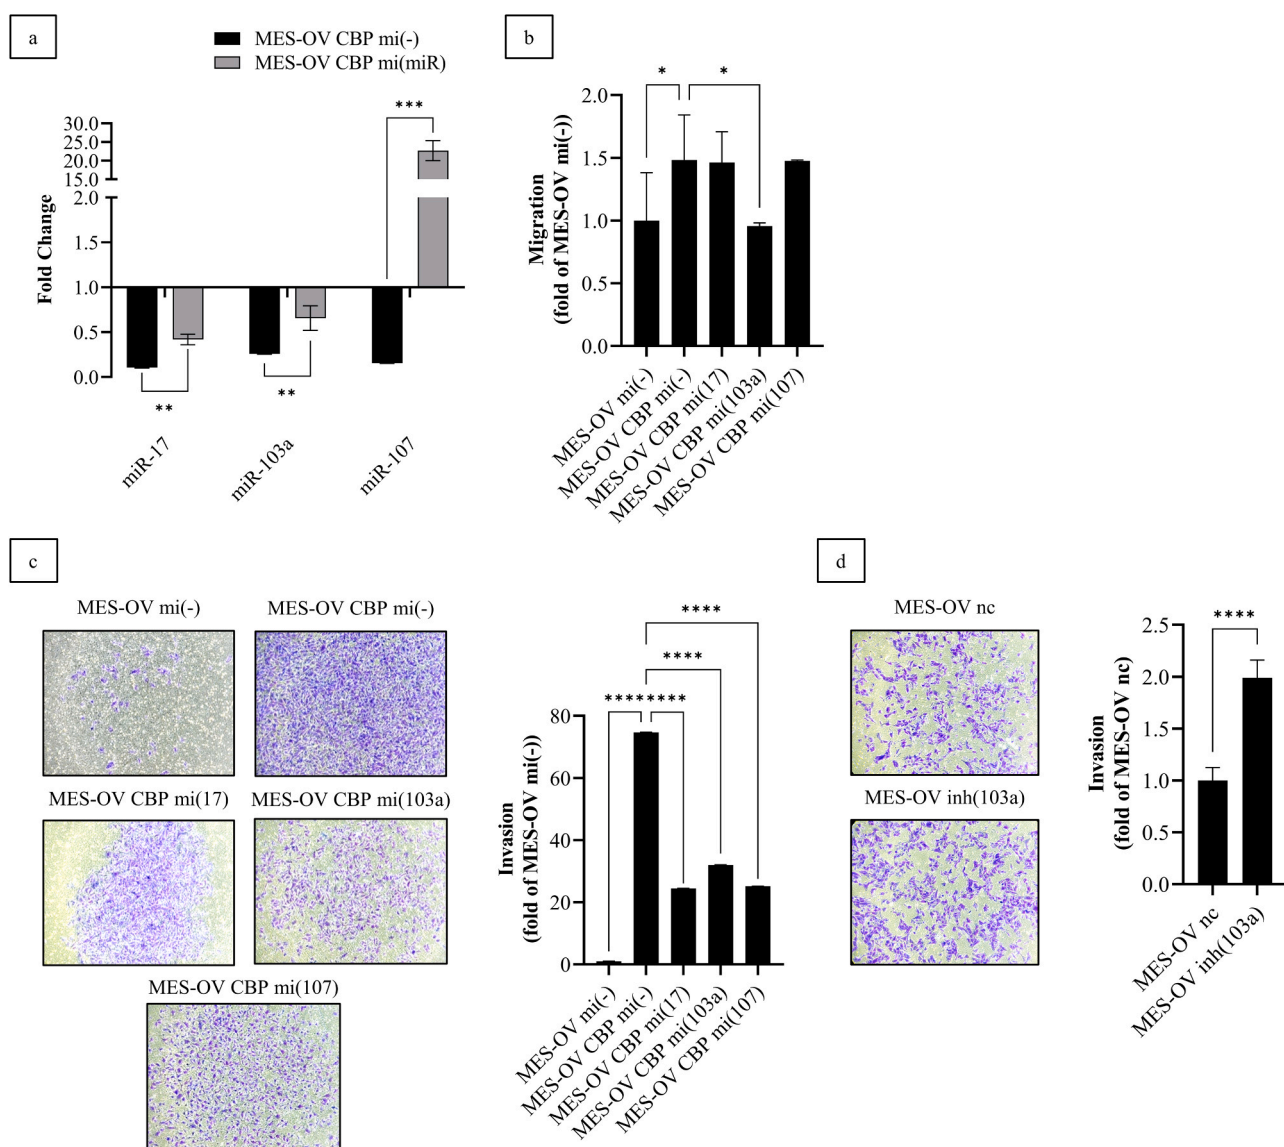 a
MES-OV CBP mi(-)
MES-OV CBP mi(miR)
Fold Change
30.0
25.0
20.0
15.0
2.0
1.5
1.0
0.5
0.0
***
**
**
miR-17
miR-103a
miR-107
b
Migration
(fold of MES-OV mi(-))
2.0
1.5
1.0
0.5
0.0
*
*
MES-OV mi(-)
MES-OV CBP mi(-)
MES-OV CBP mi(17)
MES-OV CBP mi(103a)
MES-OV CBP mi(107)
c
MES-OV mi(-)
MES-OV CBP mi(-)
MES-OV CBP mi(17)
MES-OV CBP mi(103a)
MES-OV CBP mi(107)
Invasion
(fold of MES-OV mi(-))
80
60
40
20
0
****
****
********
MES-OV mi(-)
MES-OV CBP mi(-)
MES-OV CBP mi(17)
MES-OV CBP mi(103a)
MES-OV CBP mi(107)
d
MES-OV nc
MES-OV inh(103a)
Invasion
(fold of MES-OV nc)
2.5
2.0
1.5
1.0
0.5
0.0
****
MES-OV nc
MES-OV inh(103a)